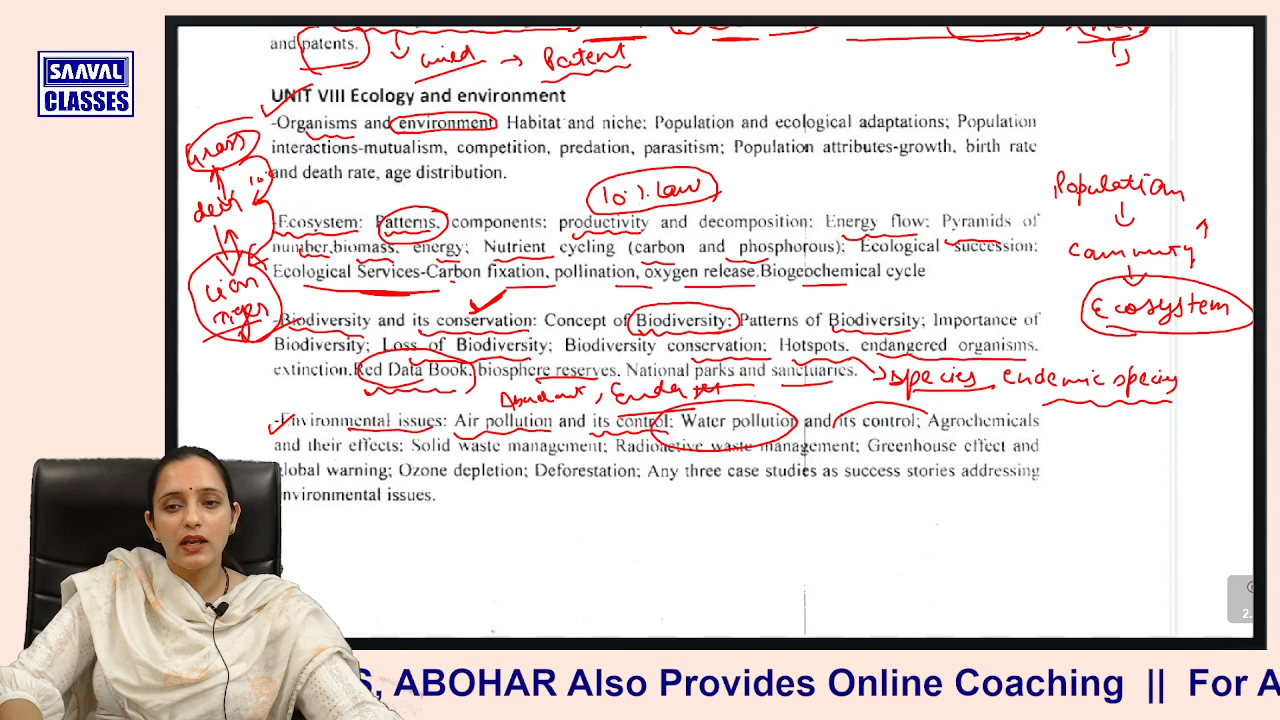 SAAVAL
CLASSES
and patents.
Patent
UNIT VIII Ecology and environment
-Organisms and environment Habitat and niche; Population and ecological adaptations; Population
interactions-mutualism, competition, predation, parasitism; Population attributes-growth, birth rate
and death rate, age distribution.
Grass
10%
deer
Lion
Tiger
10% Law
Population
Ecosystem
-Ecosystem: Patterns, components; productivity and decomposition; Energy flow; Pyramids of
number, biomass, energy; Nutrient cycling (carbon and phosphorous); Ecological succession;
Ecological Services-Carbon fixation, pollination, oxygen release.Biogeochemical cycle
-Biodiversity and its conservation: Concept of Biodiversity; Patterns of Biodiversity; Importance of
Biodiversity; Loss of Biodiversity; Biodiversity conservation; Hotspots, endangered organisms,
extinction, Red Data Book, biosphere reserves, National parks and sanctuaries.
species, endemic species
-Environmental issues: Air pollution and its control; Water pollution and its control; Agrochemicals
and their effects; Solid waste management; Radioactive waste management; Greenhouse effect and
global warning; Ozone depletion; Deforestation; Any three case studies as success stories addressing
environmental issues.
2.
S, ABOHAR Also Provides Online Coaching || For A